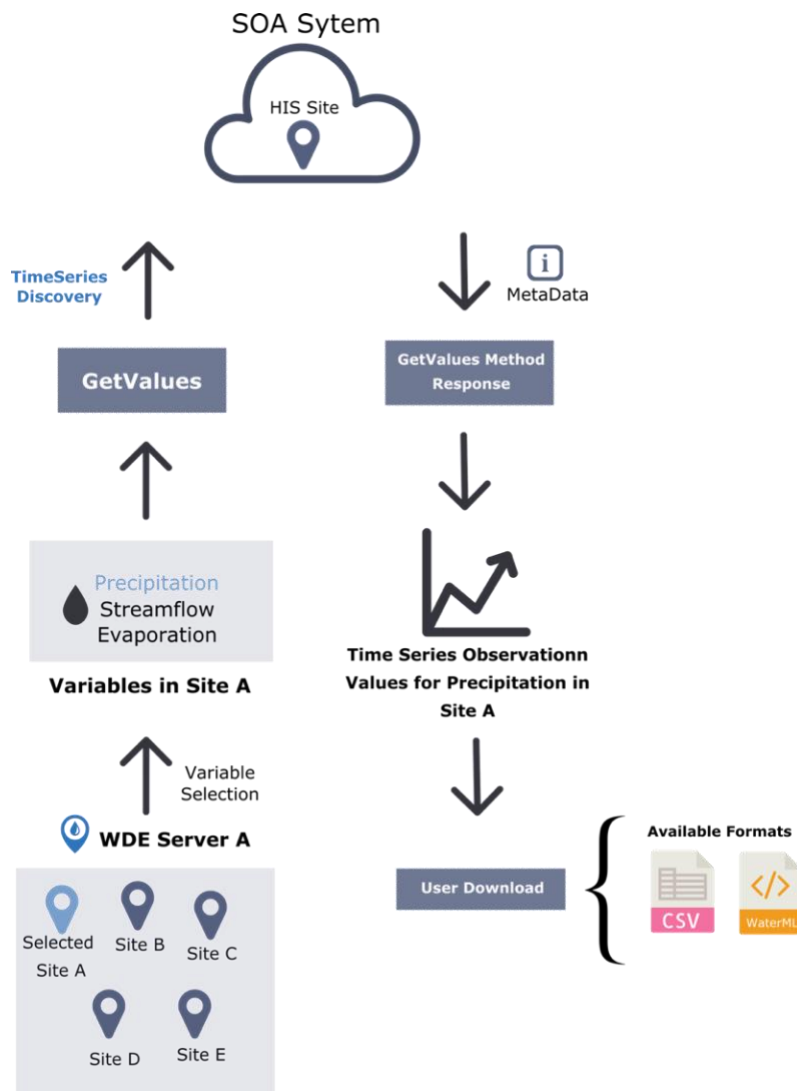 SOA Sytem
HIS Site
TimeSeries
Discovery
i
MetaData
GetValues
GetValues Method
Response
Precipitation
Streamflow
Evaporation
Variables in Site A
Time Series Observationn
Values for Precipitation in
Site A
Variable
Selection
WDE Server A
Selected
Site A
Site B
Site C
Site D
Site E
User Download
Available Formats
CSV
WaterML